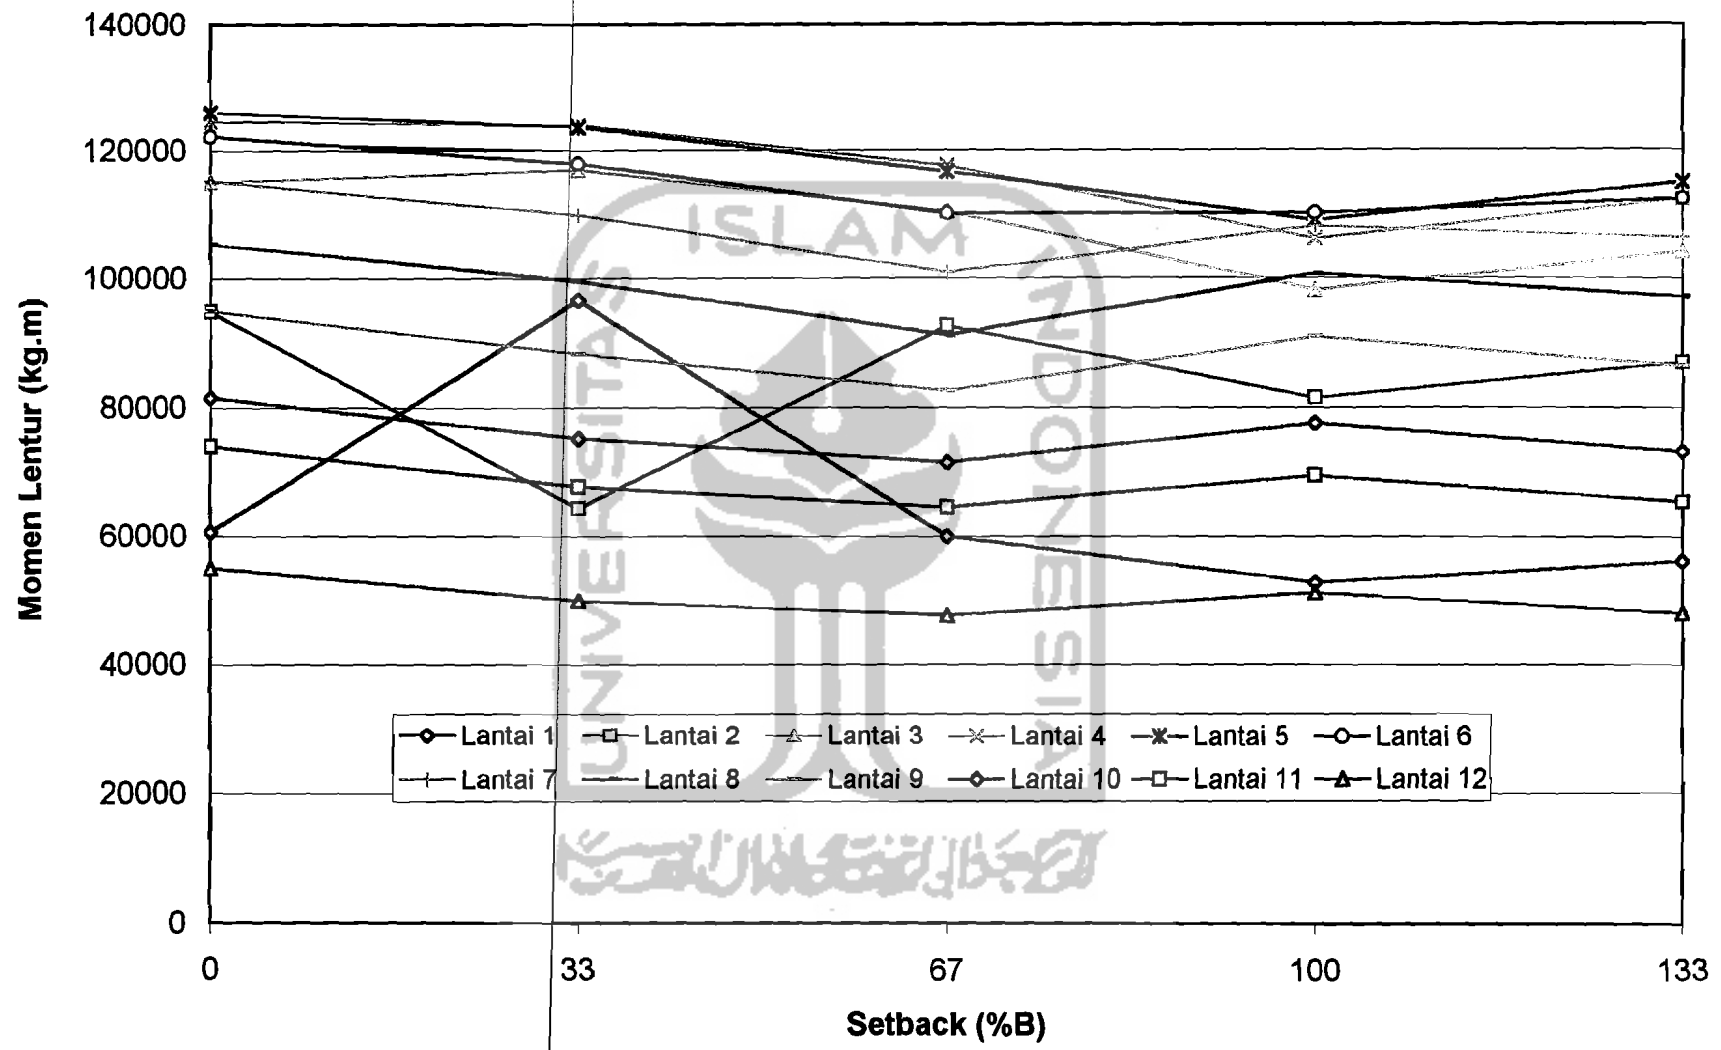 140000
120000
100000
80000
60000
40000
20000
0
0 33 67 100 133
Momen Lentur (kg.m)
Setback (%B)
Lantai 1 Lantai 2 Lantai 3 Lantai 4 Lantai 5 Lantai 6
Lantai 7 Lantai 8 Lantai 9 Lantai 10 Lantai 11 Lantai 12
UNIVERSITAS
ISLAM
INDONESIA